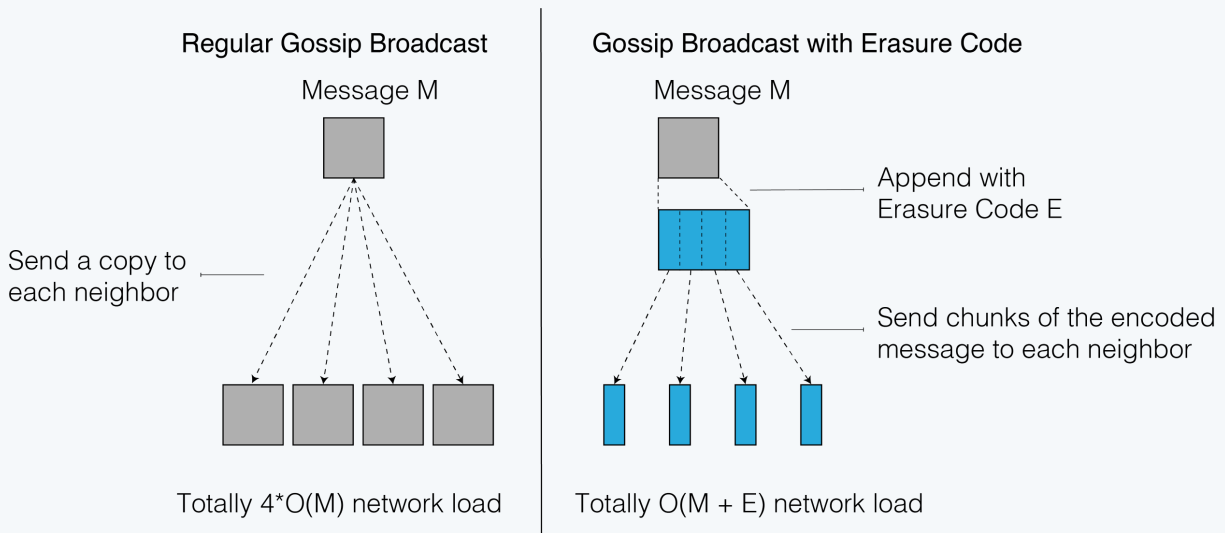 Regular Gossip Broadcast
Message M
Send a copy to
each neighbor
Totally 4*O(M) network load
Gossip Broadcast with Erasure Code
Message M
Append with
Erasure Code E
Send chunks of the encoded
message to each neighbor
Totally O(M + E) network load